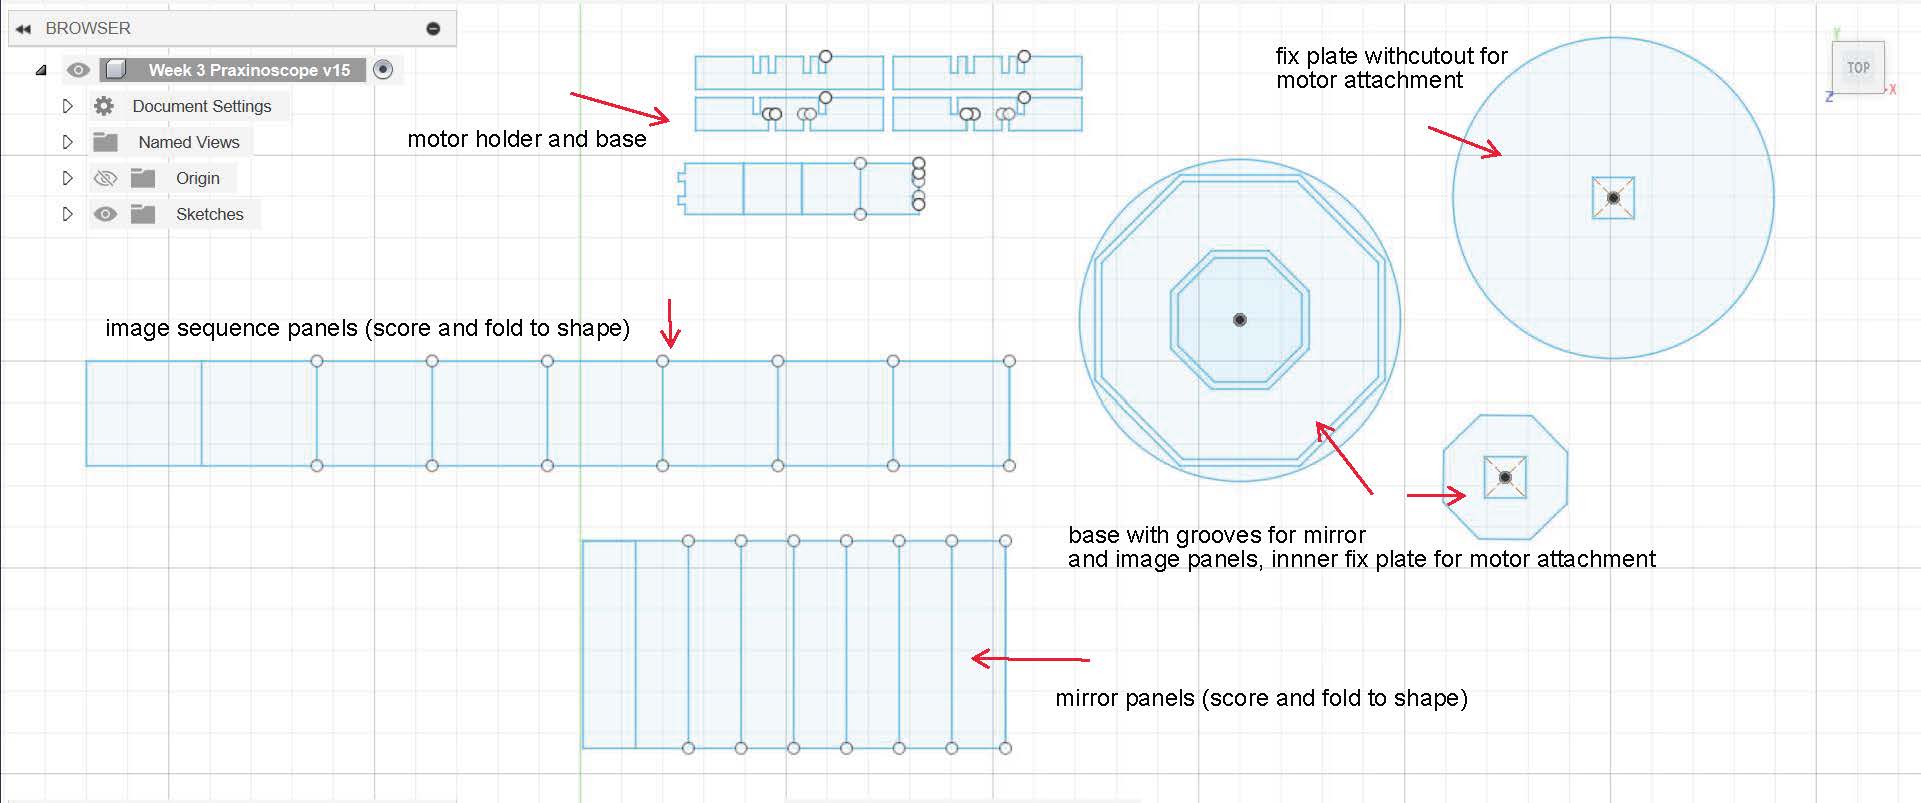 BROWSER
Week 3 Praxinoscope v15
Document Settings
Named Views
Origin
Sketches
motor holder and base
fix plate withcutout for
motor attachment
Y
TOP
Z
X
image sequence panels (score and fold to shape)
base with grooves for mirror
and image panels, innner fix plate for motor attachment
mirror panels (score and fold to shape)